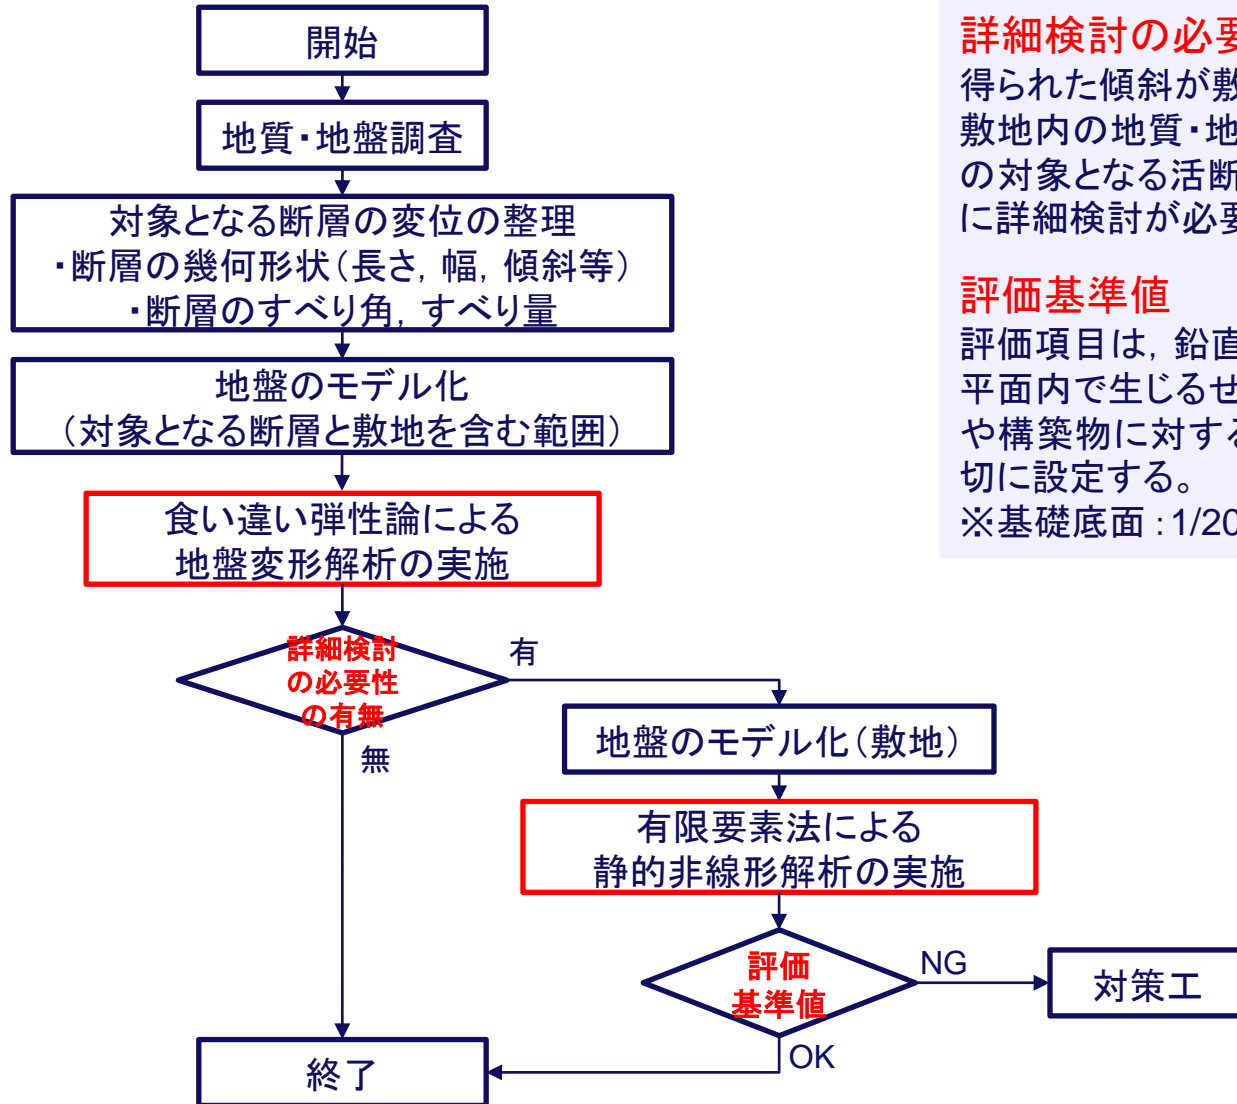 開始
地質・地盤調査
対象となる断層の変位の整理
・断層の幾何形状（長さ，幅，傾斜等）
・断層のすべり角，すべり量
地盤のモデル化
（対象となる断層と敷地を含む範囲）
食い違い弾性論による
地盤変形解析の実施
詳細検討
の必要性
の有無
有
無
地盤のモデル化（敷地）
有限要素法による
静的非線形解析の実施
評価
基準値
NG
対策工
OK
終了
詳細検討の必要
得られた傾斜が敷
敷地内の地質・地
の対象となる活断
に詳細検討が必要
評価基準値
評価項目は，鉛直
平面内で生じるせ
や構築物に対する
切に設定する。
※基礎底面：1/20